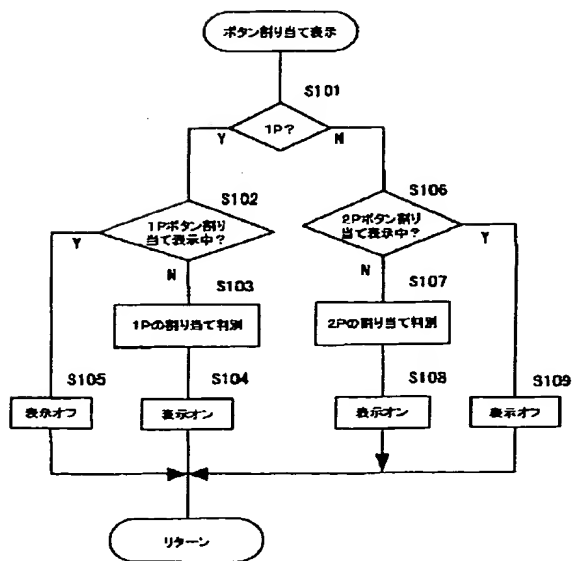 ボタン割り当て表示
S101
1P?
Y
N
S102
1Pボタン割り
当て表示中?
Y
N
S106
2Pボタン割り
当て表示中?
Y
N
S103
1Pの割り当て判別
S107
2Pの割り当て判別
S105
表示オフ
S104
表示オン
S108
表示オン
S109
表示オフ
リターン